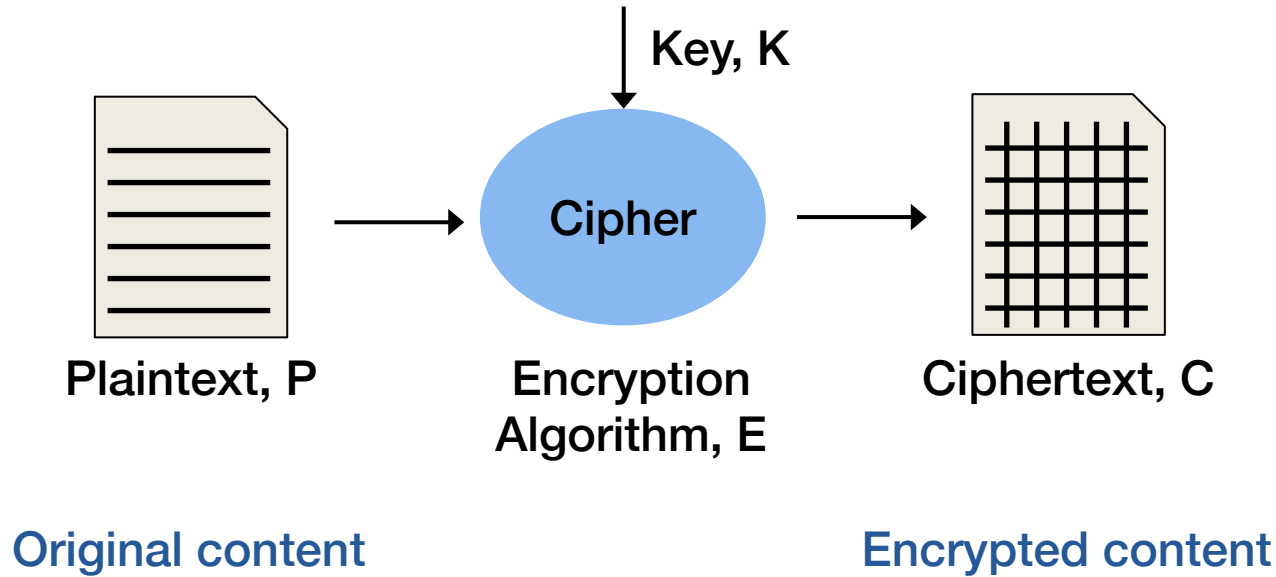 Key, K
Cipher
Plaintext, P
Encryption
Algorithm, E
Ciphertext, C
Original content
Encrypted content